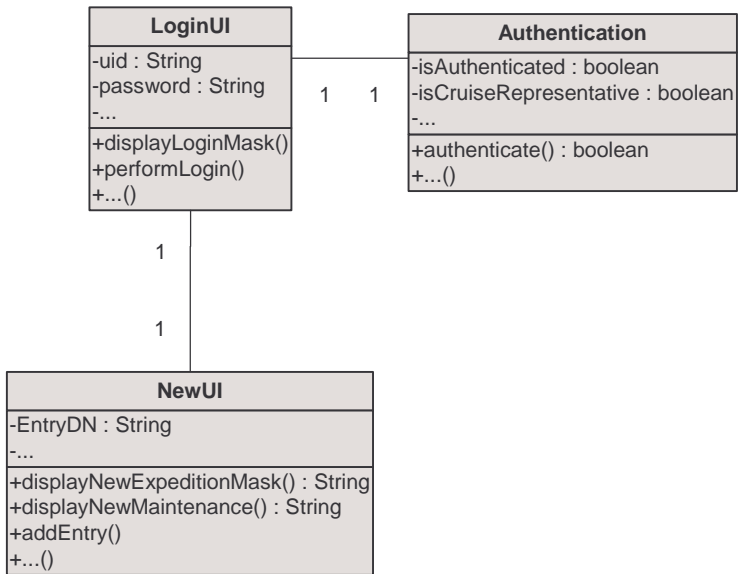 LoginUI
-uid : String
-password : String
-...
+displayLoginMask()
+performLogin()
+...()
Authentication
-isAuthenticated : boolean
-isCruiseRepresentative : boolean
-...
+authenticate() : boolean
+...()
1 1
1
1
NewUI
-EntryDN : String
-...
+displayNewExpeditionMask() : String
+displayNewMaintenance() : String
+addEntry()
+...()